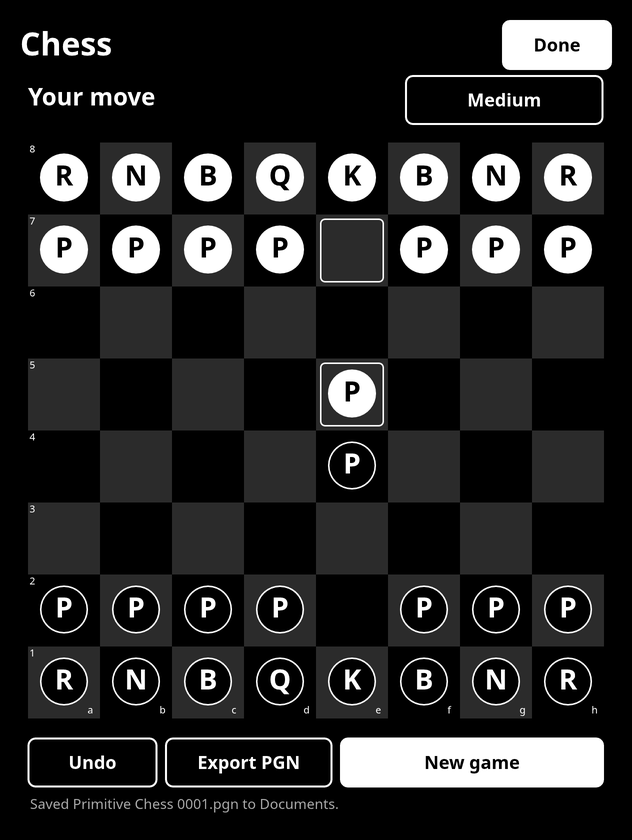 Chess
Done
Your move
Medium
8
R N B Q K B N R
7
P P P P P P P
6
5
P
4
P
3
2
P P P P P P P
1
R N B Q K B N R
a b c d e f g h
Undo
Export PGN
New game
Saved Primitive Chess 0001.pgn to Documents.